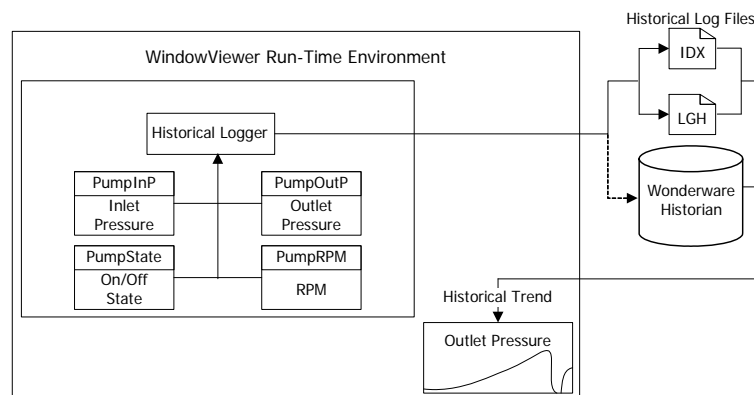 Historical Log Files
WindowViewer Run-Time Environment
IDX
LGH
Historical Logger
PumpInP
Inlet
Pressure
PumpOutP
Outlet
Pressure
Wonderware
Historian
PumpState
On/Off
State
PumpRPM
RPM
Historical Trend
Outlet Pressure